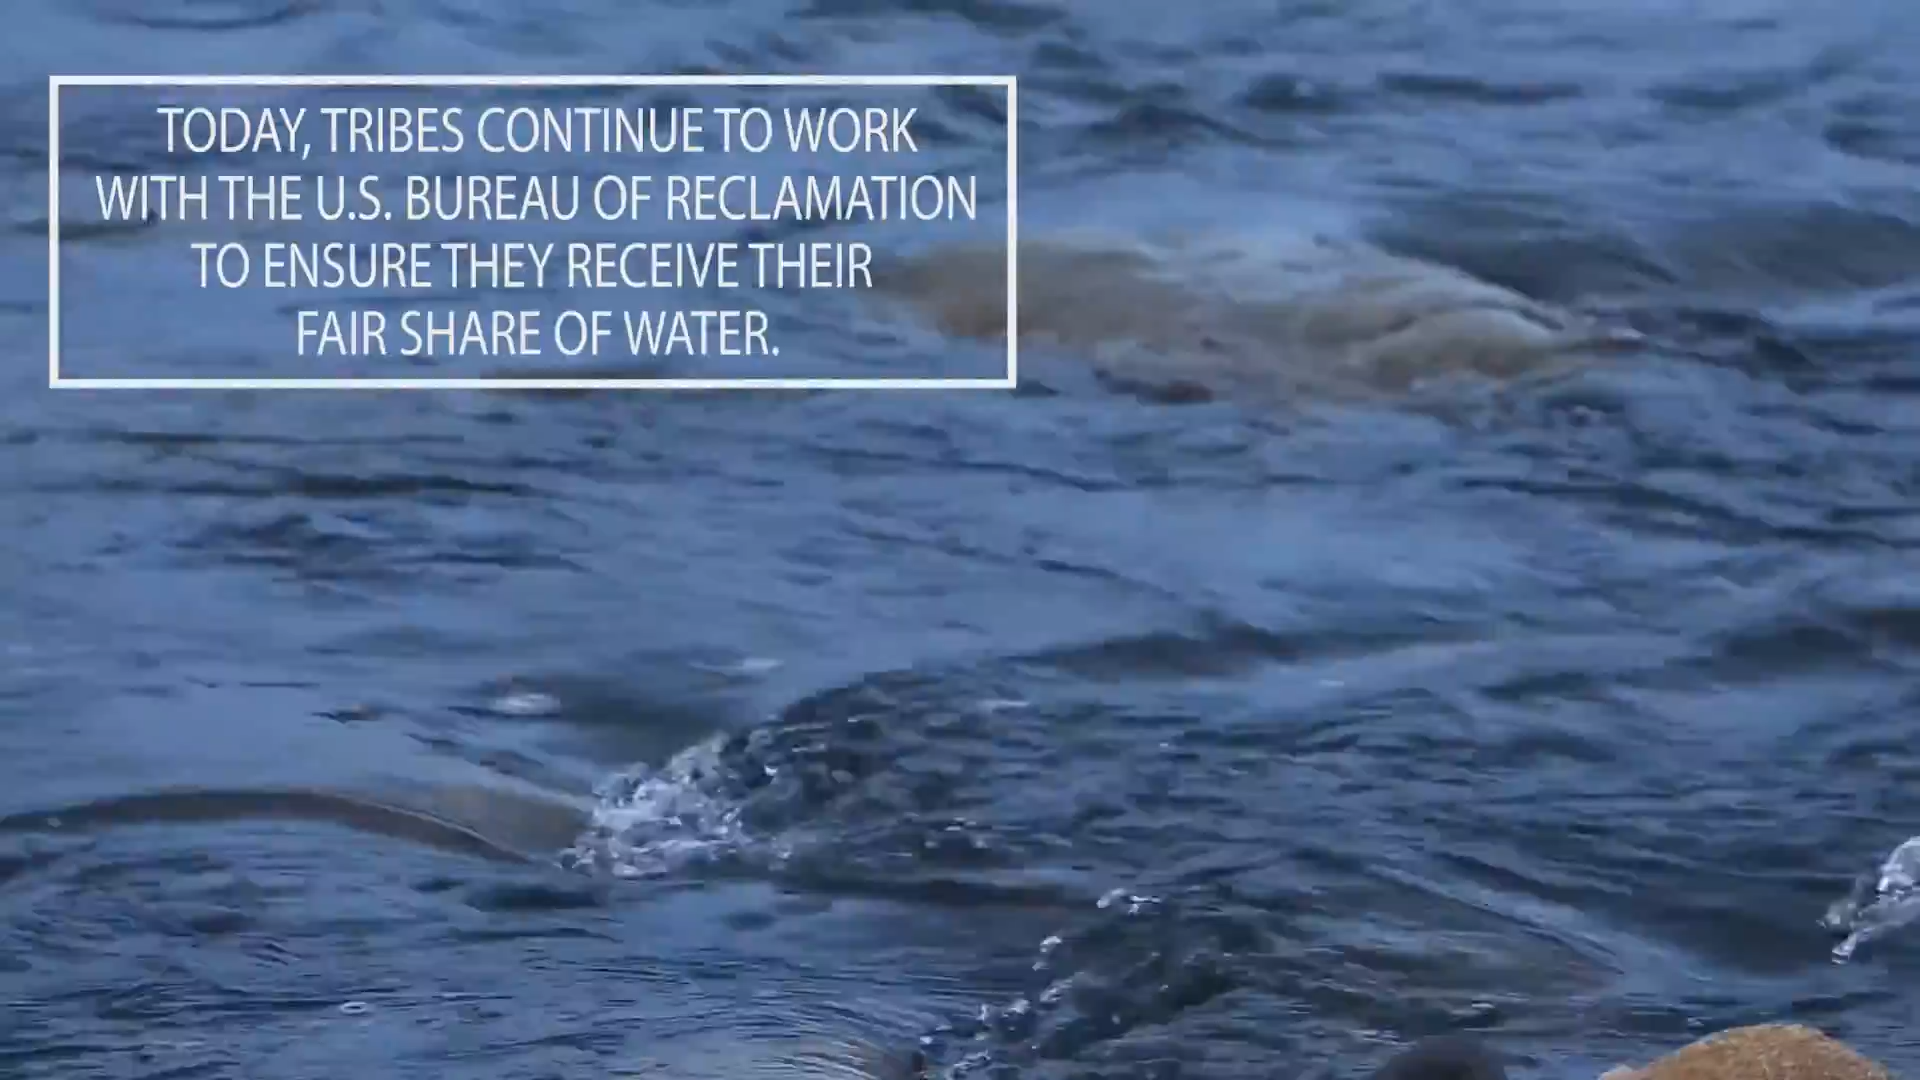 TODAY, TRIBES CONTINUE TO WORK
WITH THE U.S. BUREAU OF RECLAMATION
TO ENSURE THEY RECEIVE THEIR
FAIR SHARE OF WATER.